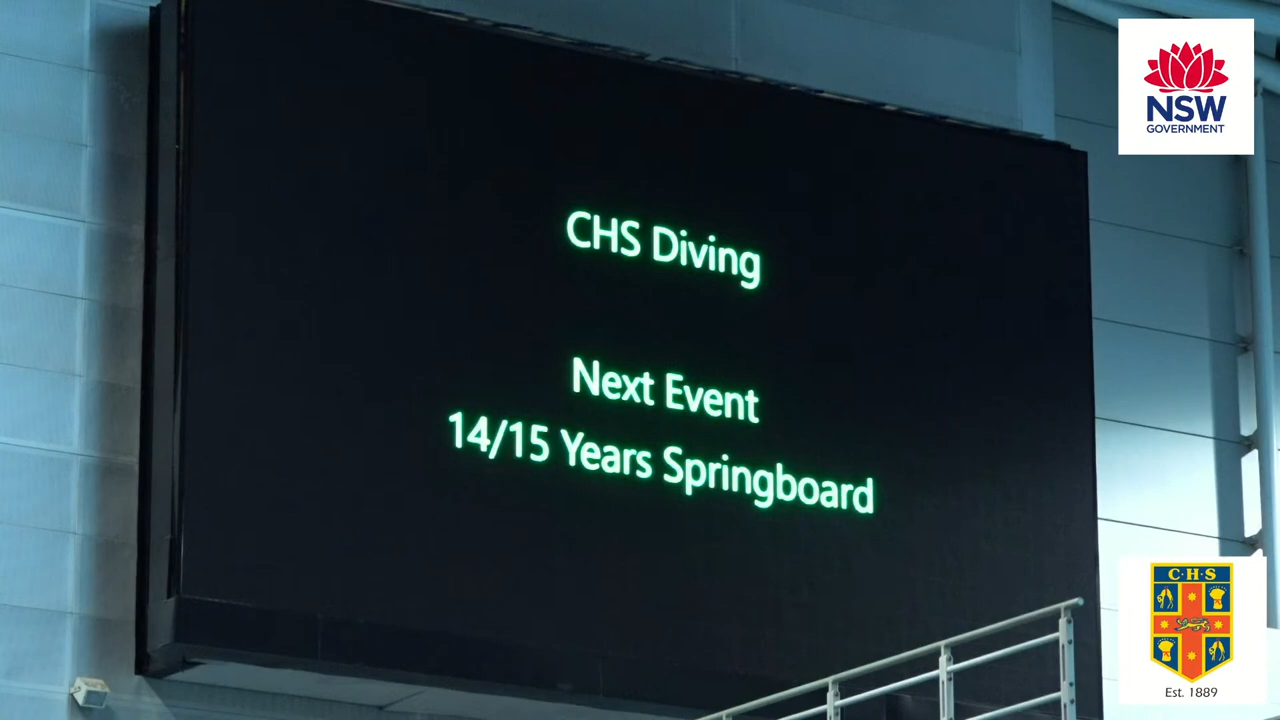 NSW
GOVERNMENT
CHS Diving
Next Event
14/15 Years Springboard
C·H·S
Est. 1889